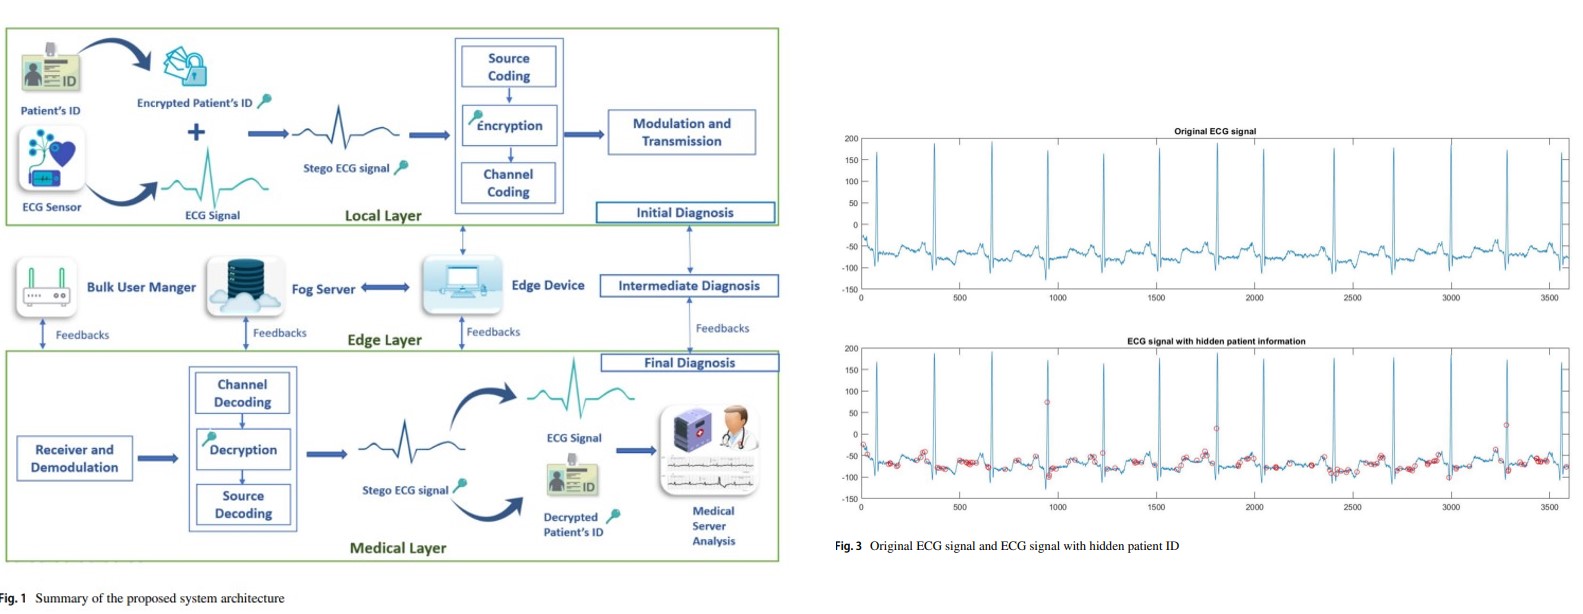 Patient's ID
ID
Encrypted Patient's ID
+
ECG Sensor
ECG Signal
Stego ECG signal
Source
Coding
Encryption
Channel
Coding
Modulation and
Transmission
Local Layer
Initial Diagnosis
Bulk User Manger
Fog Server
Edge Device
Intermediate Diagnosis
Feedbacks
Feedbacks
Feedbacks
Feedbacks
Edge Layer
Final Diagnosis
Receiver and
Demodulation
Channel
Decoding
Decryption
Source
Decoding
Stego ECG signal
ECG Signal
ID
Decrypted
Patient's ID
Medical
Server
Analysis
Medical Layer
Fig. 1 Summary of the proposed system architecture
Original ECG signal
200
150
100
50
0
-50
-100
-150
0 500 1000 1500 2000 2500 3000 3500
ECG signal with hidden patient information
200
150
100
50
0
-50
-100
-150
0 500 1000 1500 2000 2500 3000 3500
Fig. 3 Original ECG signal and ECG signal with hidden patient ID